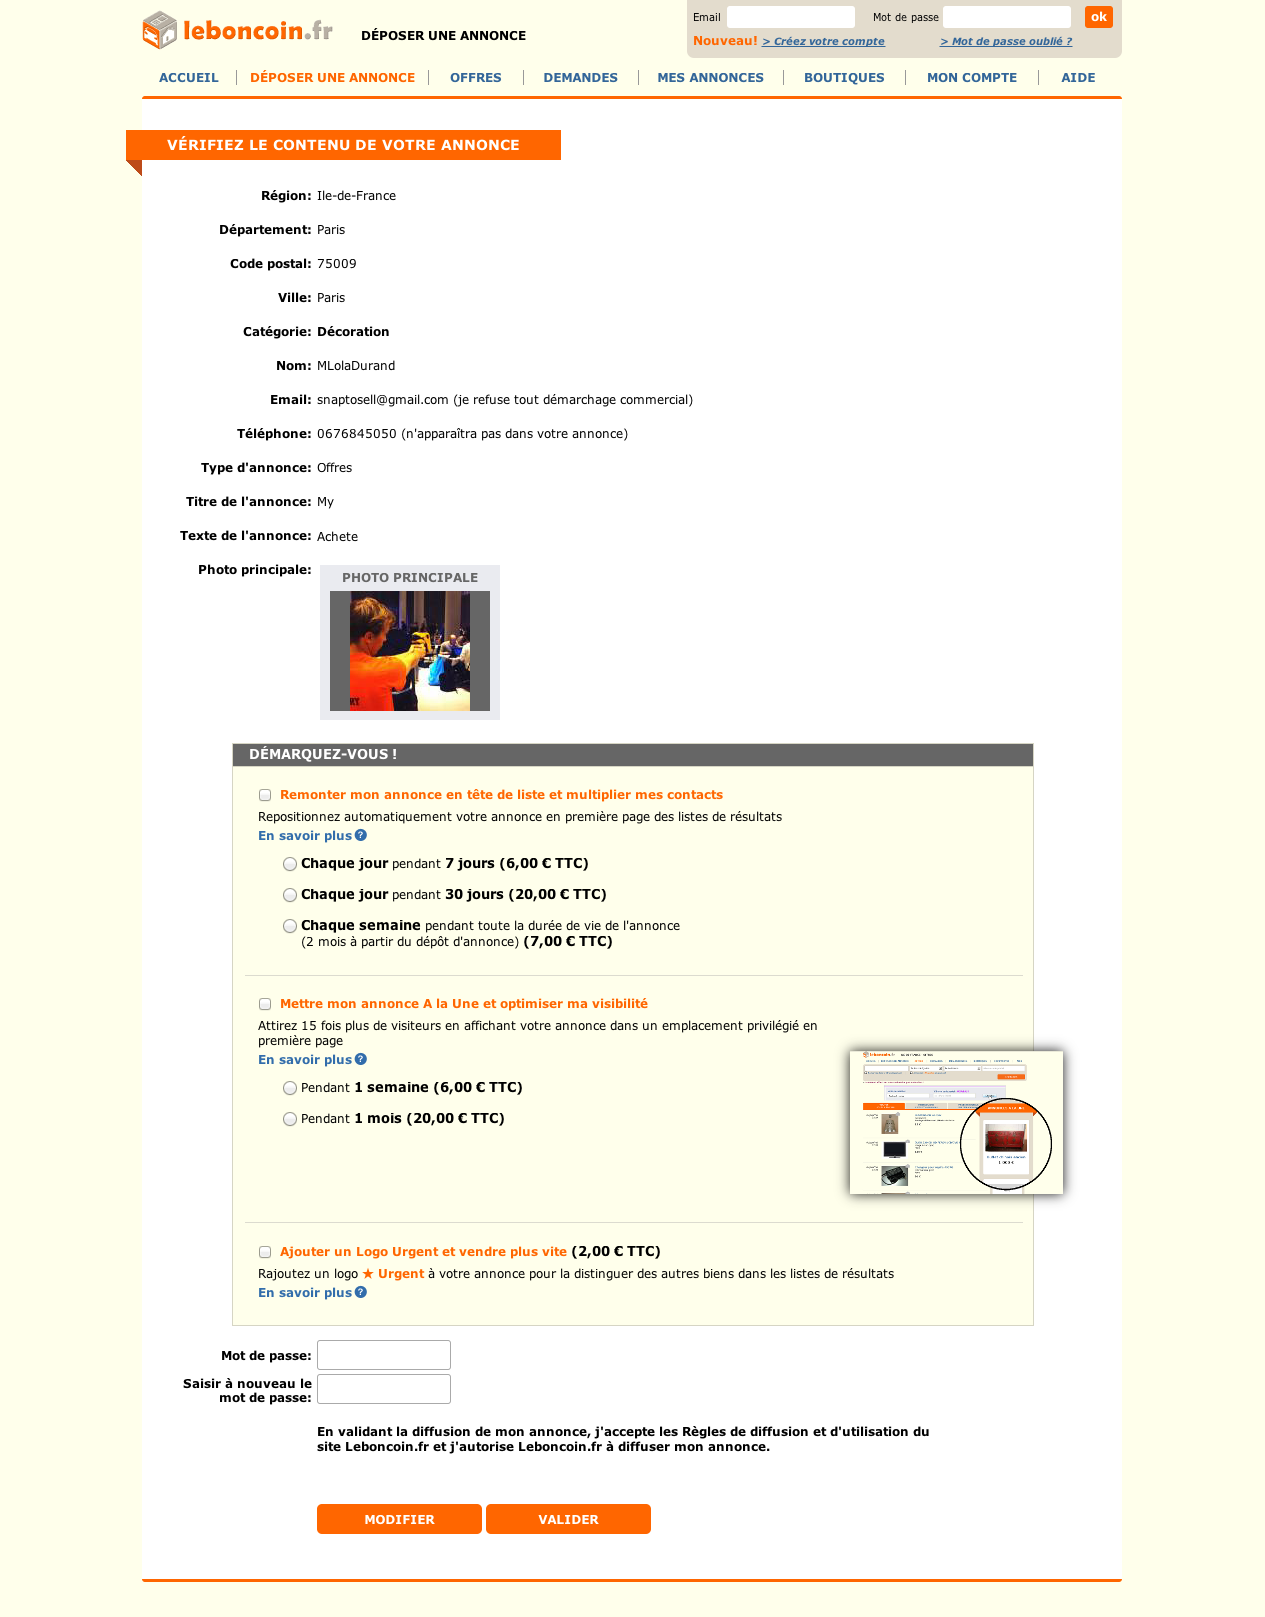 leboncoin.fr
DÉPOSER UNE ANNONCE
Email
Mot de passe
ok
Nouveau! > Créez votre compte
> Mot de passe oublié ?
ACCUEIL
DÉPOSER UNE ANNONCE
OFFRES
DEMANDES
MES ANNONCES
BOUTIQUES
MON COMPTE
AIDE
VÉRIFIEZ LE CONTENU DE VOTRE ANNONCE
Région: Ile-de-France
Département: Paris
Code postal: 75009
Ville: Paris
Catégorie: Décoration
Nom: MLolaDurand
Email: snaptosell@gmail.com (je refuse tout démarchage commercial)
Téléphone: 0676845050 (n'apparaîtra pas dans votre annonce)
Type d'annonce: Offres
Titre de l'annonce: My
Texte de l'annonce: Achete
Photo principale:
PHOTO PRINCIPALE
DÉMARQUEZ-VOUS !
Remonter mon annonce en tête de liste et multiplier mes contacts
Repositionnez automatiquement votre annonce en première page des listes de résultats
En savoir plus ?
Chaque jour pendant 7 jours (6,00 € TTC)
Chaque jour pendant 30 jours (20,00 € TTC)
Chaque semaine pendant toute la durée de vie de l'annonce
(2 mois à partir du dépôt d'annonce) (7,00 € TTC)
Mettre mon annonce A la Une et optimiser ma visibilité
Attirez 15 fois plus de visiteurs en affichant votre annonce dans un emplacement privilégié en
première page
En savoir plus ?
Pendant 1 semaine (6,00 € TTC)
Pendant 1 mois (20,00 € TTC)
leboncoin.fr
Ajouter un Logo Urgent et vendre plus vite (2,00 € TTC)
Rajoutez un logo ★ Urgent à votre annonce pour la distinguer des autres biens dans les listes de résultats
En savoir plus ?
Mot de passe:
Saisir à nouveau le
mot de passe:
En validant la diffusion de mon annonce, j'accepte les Règles de diffusion et d'utilisation du
site Leboncoin.fr et j'autorise Leboncoin.fr à diffuser mon annonce.
MODIFIER
VALIDER